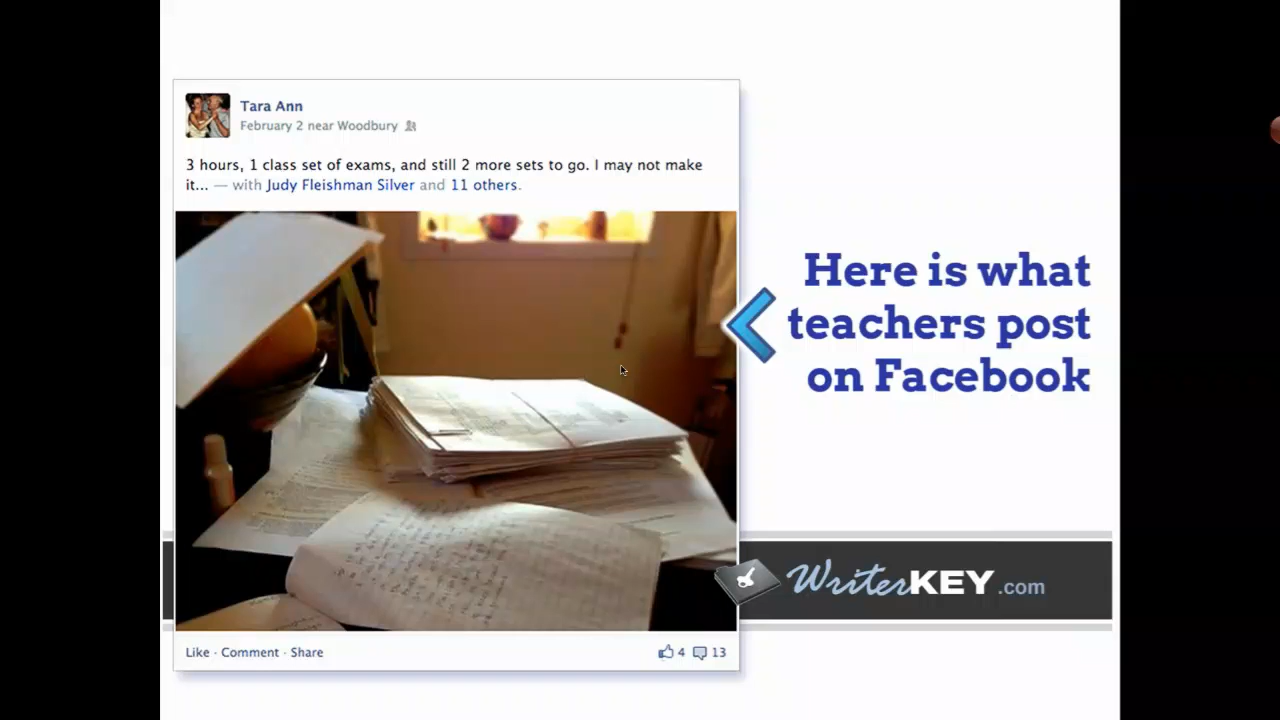 Tara Ann
February 2 near Woodbury
3 hours, 1 class set of exams, and still 2 more sets to go. I may not make
it... — with Judy Fleishman Silver and 11 others.
Here is what
teachers post
on Facebook
WriterKEY.com
Like · Comment · Share 4 13